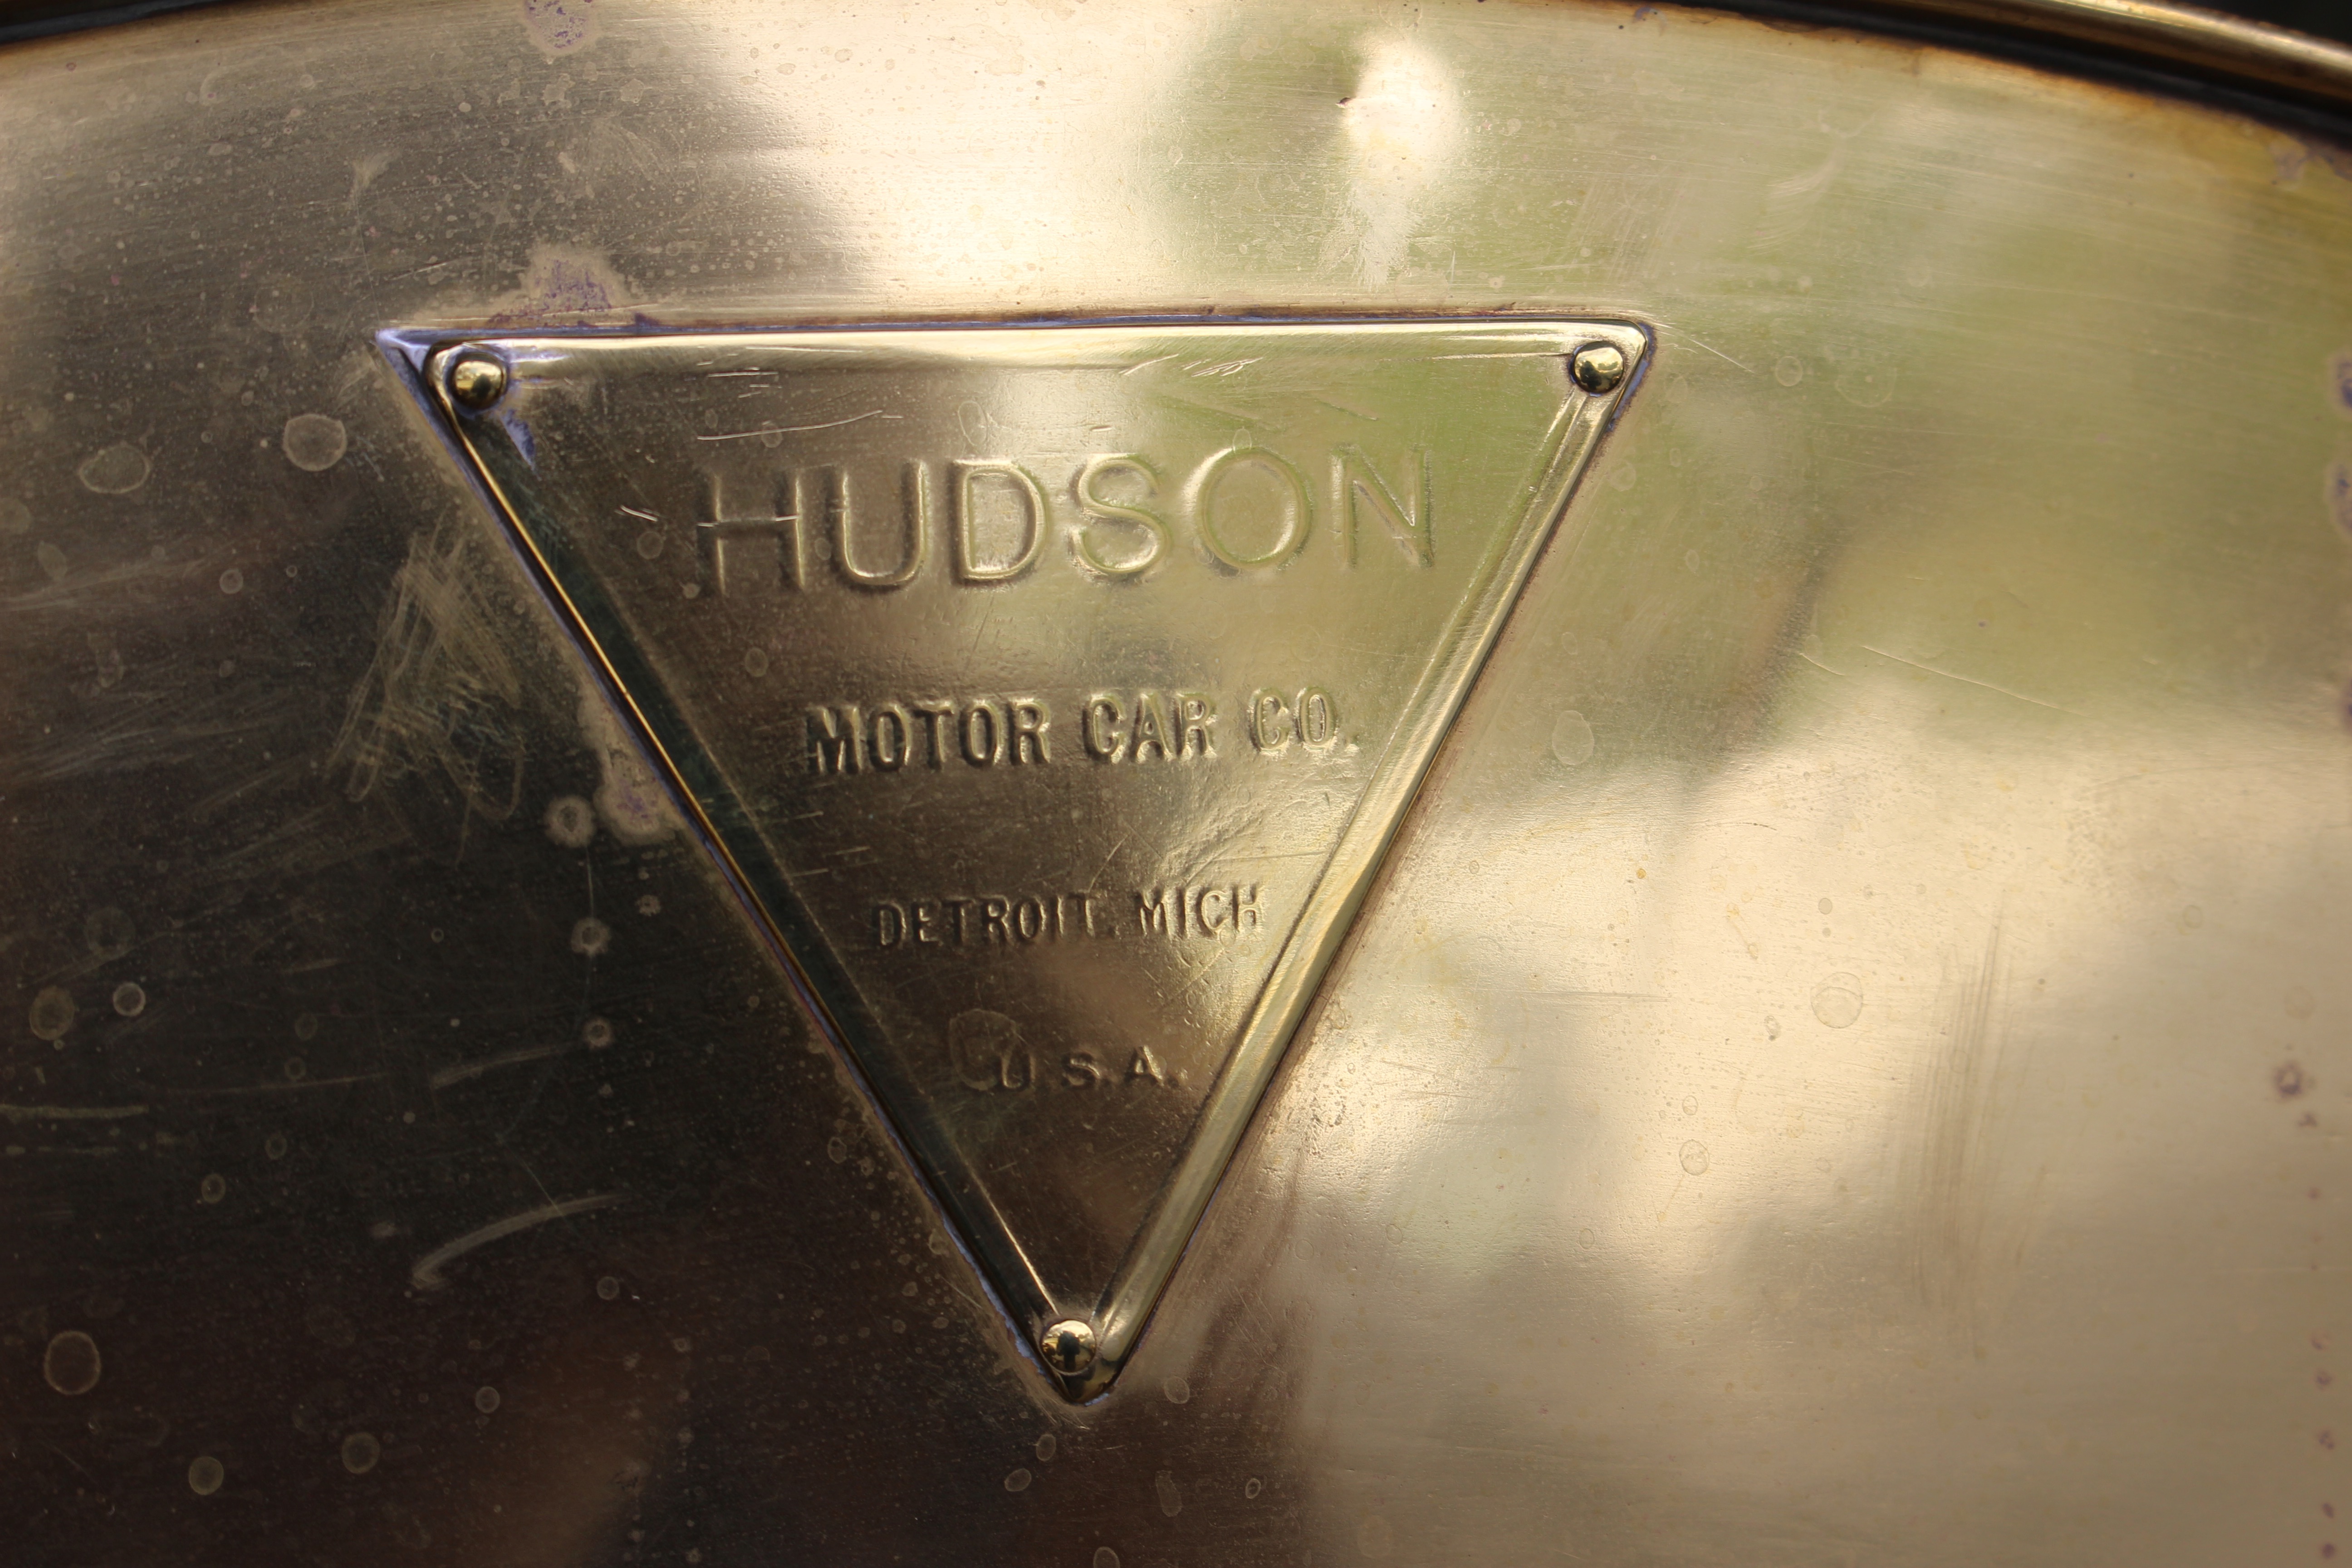 HUDSON
MOTOR CAR CO.
DETROIT. MICH
U.S.A.